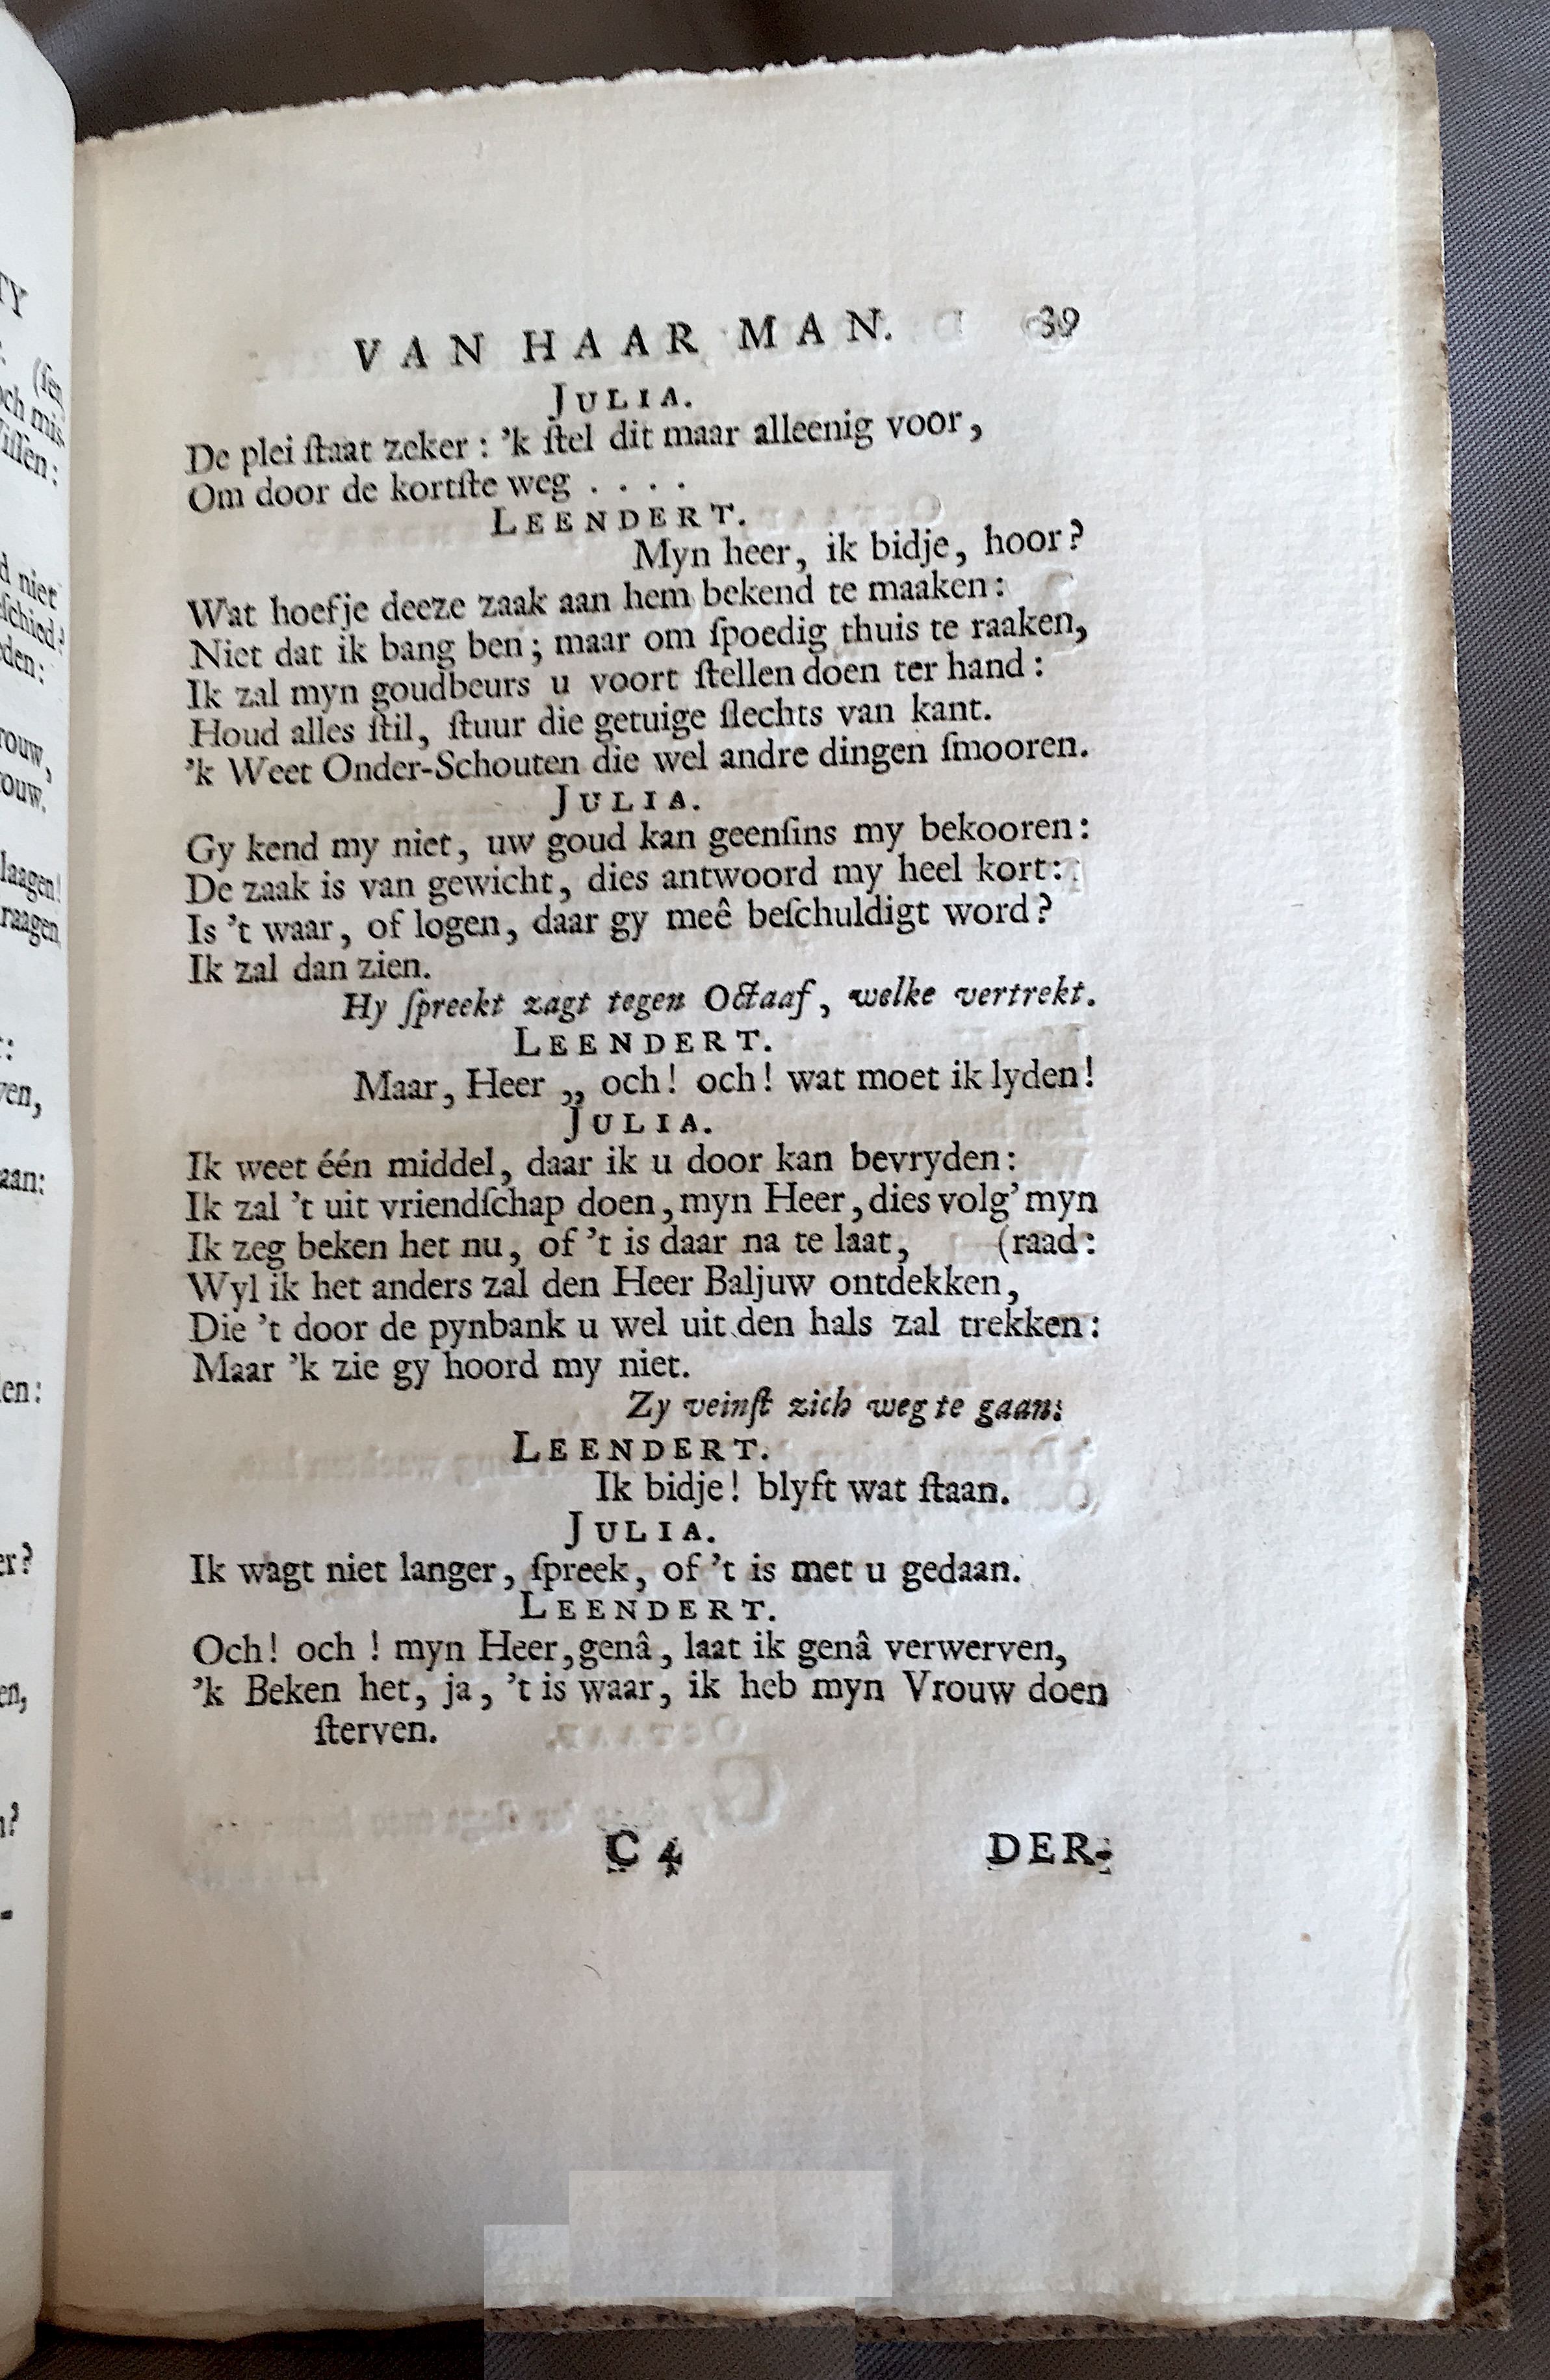 VAN HAAR MAN. 39
JULIA.
De plei ſtaat zeker: ’k ſtel dit maar alleenig voor,
Om door de kortſte weg . . . .
LEENDERT.
Myn heer, ik bidje, hoor?
Wat hoefje deeze zaak aan hem bekend te maaken:
Niet dat ik bang ben; maar om ſpoedig thuis te raaken,
Ik zal myn goudbeurs u voort ſtellen doen ter hand:
Houd alles ſtil, ſtuur die getuige ſlechts van kant.
’k Weet Onder-Schouten die wel andre dingen ſmooren.
JULIA.
Gy kend my niet, uw goud kan geenſins my bekooren:
De zaak is van gewicht, dies antwoord my heel kort:
Is ’t waar, of logen, daar gy meê beſchuldigt word?
Ik zal dan zien.
Hy ſpreekt zagt tegen Octaaf, welke vertrekt.
LEENDERT.
Maar, Heer ,, och! och! wat moet ik lyden!
JULIA.
Ik weet één middel, daar ik u door kan bevryden:
Ik zal ’t uit vriendſchap doen, myn Heer, dies volg’ myn
Ik zeg beken het nu, of ’t is daar na te laat, (raad:
Wyl ik het anders zal den Heer Baljuw ontdekken,
Die ’t door de pynbank u wel uit den hals zal trekken:
Maar ’k zie gy hoord my niet.
Zy veinſt zich weg te gaan:
LEENDERT.
Ik bidje! blyft wat ſtaan.
JULIA.
Ik wagt niet langer, ſpreek, of ’t is met u gedaan.
LEENDERT.
Och! och! myn Heer, genâ, laat ik genâ verwerven,
’k Beken het, ja, ’t is waar, ik heb myn Vrouw doen
ſterven.
C 4 DER-